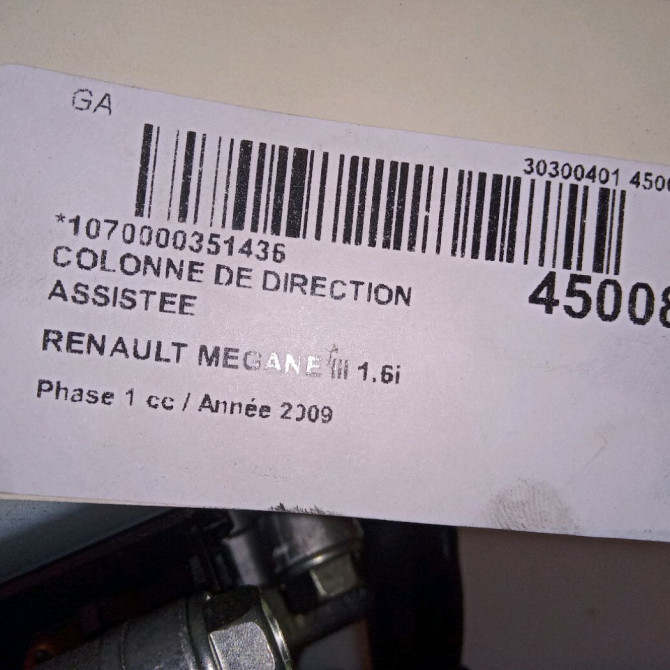 GA
30300401 4500
*1070000351436
COLONNE DE DIRECTION
45008
ASSISTEE
RENAULT MEGANE III 1.6i
Phase 1 cc / Année 2009